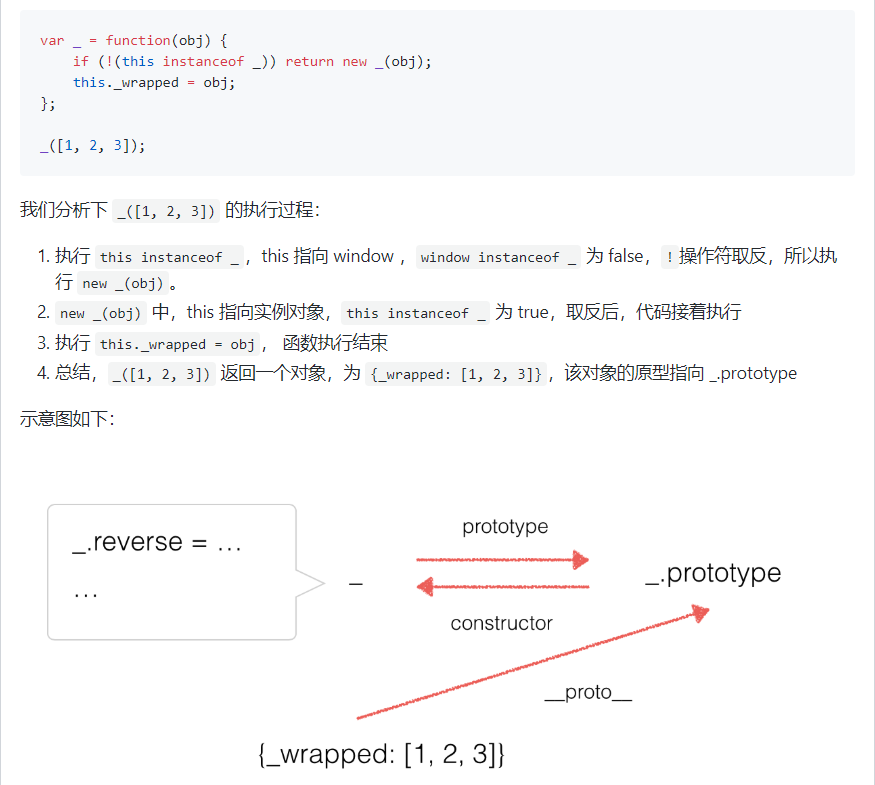 var _ = function(obj) {
    if (!(this instanceof _)) return new _(obj);
    this._wrapped = obj;
};
_([1, 2, 3]);
我们分析下 _([1, 2, 3]) 的执行过程：
1. 执行 this instanceof _，this 指向 window ，window instanceof _ 为 false，! 操作符取反，所以执
行 new _(obj) 。
2. new _(obj) 中，this 指向实例对象，this instanceof _ 为 true，取反后，代码接着执行
3. 执行 this._wrapped = obj， 函数执行结束
4. 总结，_([1, 2, 3]) 返回一个对象，为 {_wrapped: [1, 2, 3]}，该对象的原型指向 _.prototype
示意图如下：
_.reverse = …
…
_
prototype
constructor
_.prototype
__proto__
{_wrapped: [1, 2, 3]}